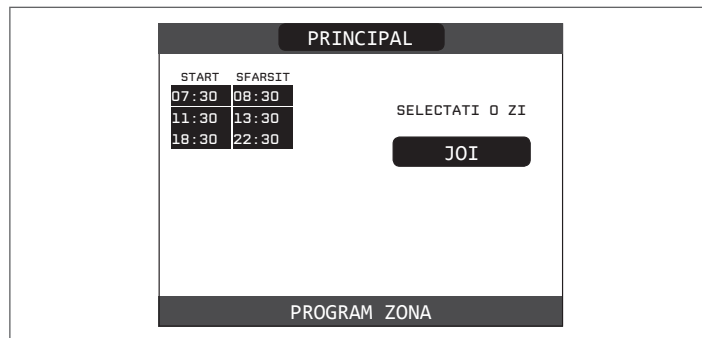 PRINCIPAL
START SFARSIT
07:30 08:30
11:30 13:30
18:30 22:30
SELECTATI O ZI
JOI
PROGRAM ZONA